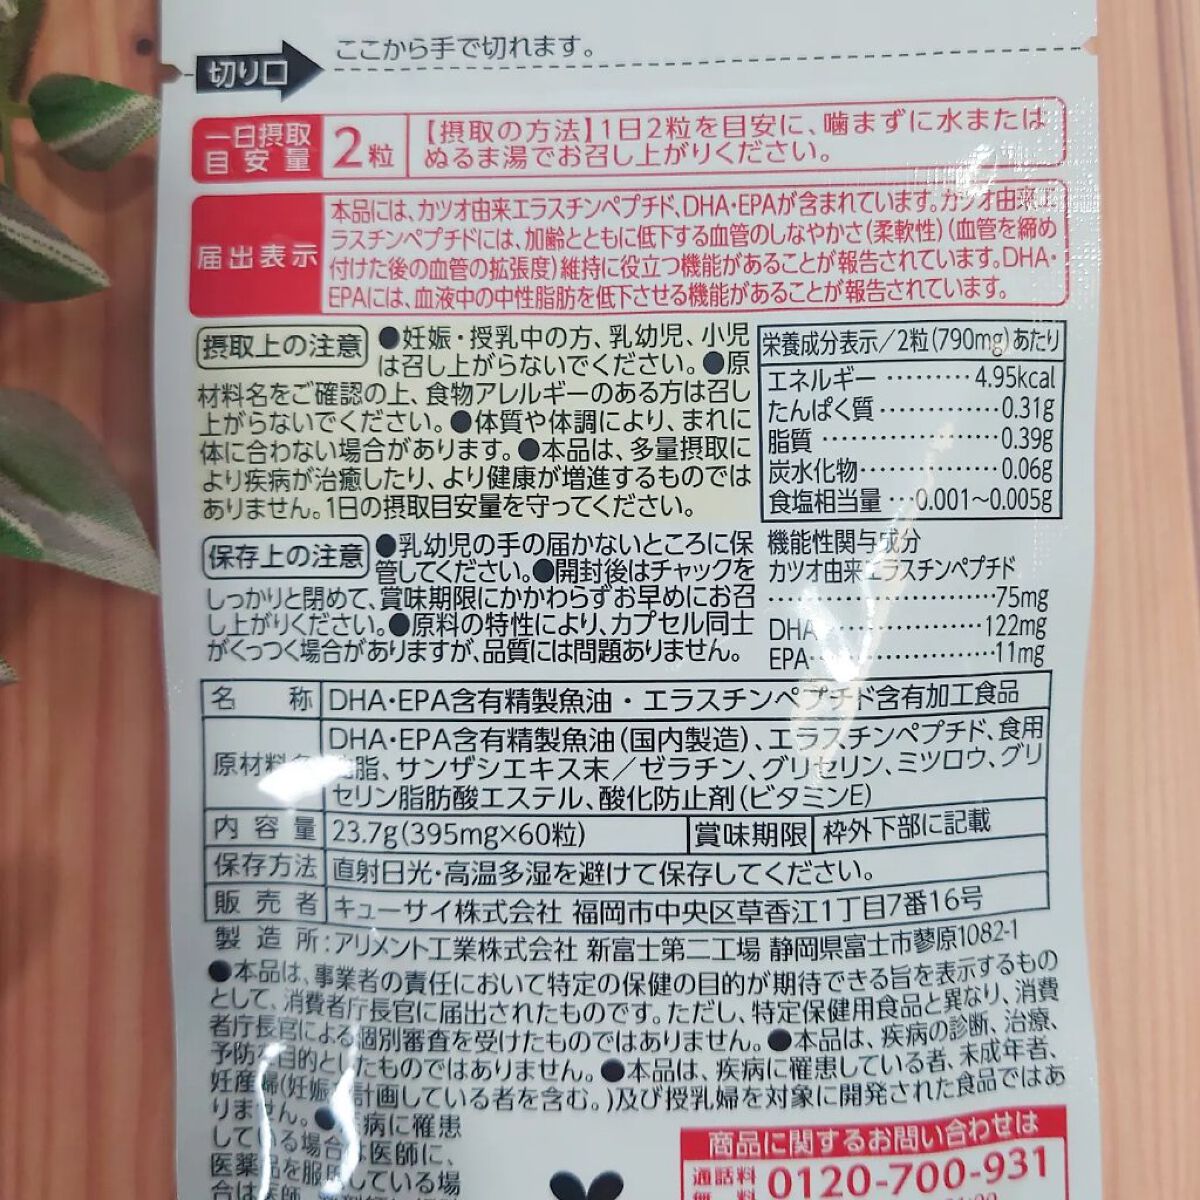 ここから手で切れます。
切り口
一日摂取
目安量
2粒
【摂取の方法】1日2粒を目安に、噛まずに水または
ぬるま湯でお召し上がりください。
届出表示
本品には、カツオ由来エラスチンペプチド、DHA・EPAが含まれています。カツオ由来エ
ラスチンペプチドには、加齢とともに低下する血管のしなやかさ(柔軟性)(血管を締め
付けた後の血管の拡張度)維持に役立つ機能があることが報告されています。DHA・
EPAには、血液中の中性脂肪を低下させる機能があることが報告されています。
摂取上の注意
●妊娠・授乳中の方、乳幼児、小児
は召し上がらないでください。●原
材料名をご確認の上、食物アレルギーのある方は召し
上がらないでください。●体質や体調により、まれに
体に合わない場合があります。●本品は、多量摂取に
より疾病が治癒したり、より健康が増進するものでは
ありません。1日の摂取目安量を守ってください。
保存上の注意
●乳幼児の手の届かないところに保
管してください。●開封後はチャックを
しっかりと閉めて、賞味期限にかかわらずお早めにお召
し上がりください。●原料の特性により、カプセル同士
がくっつく場合がありますが、品質には問題ありません。
栄養成分表示/2粒(790mg)あたり
エネルギー ………4.95kcal
たんぱく質 …………0.31g
脂質 …………………0.39g
炭水化物……………0.06g
食塩相当量 …0.001～0.005g
機能性関与成分
カツオ由来エラスチンペプチド
…………………………75mg
DHA…………………122mg
EPA……………………11mg
名 称 DHA・EPA含有精製魚油・エラスチンペプチド含有加工食品
原材料名 DHA・EPA含有精製魚油(国内製造)、エラスチンペプチド、食用
油脂、サンザシエキス末/ゼラチン、グリセリン、ミツロウ、グリ
セリン脂肪酸エステル、酸化防止剤(ビタミンE)
内容量 23.7g(395mg×60粒) 賞味期限 枠外下部に記載
保存方法 直射日光・高温多湿を避けて保存してください。
販売者 キューサイ株式会社 福岡市中央区草香江1丁目7番16号
製造所:アリメント工業株式会社 新富士第二工場 静岡県富士市蓼原1082-1
●本品は、事業者の責任において特定の保健の目的が期待できる旨を表示するもの
として、消費者庁長官に届出されたものです。ただし、特定保健用食品と異なり、消費
者庁長官による個別審査を受けたものではありません。●本品は、疾病の診断、治療、
予防を目的としたものではありません。●本品は、疾病に罹患している者、未成年者、
妊産婦(妊娠を計画している者を含む。)及び授乳婦を対象に開発された食品ではあ
りません。●疾病に罹患
している場合は医師に、
医薬品を服用している場
合は医師、
商品に関するお問い合わせは
通話料
無料
0120-700-931